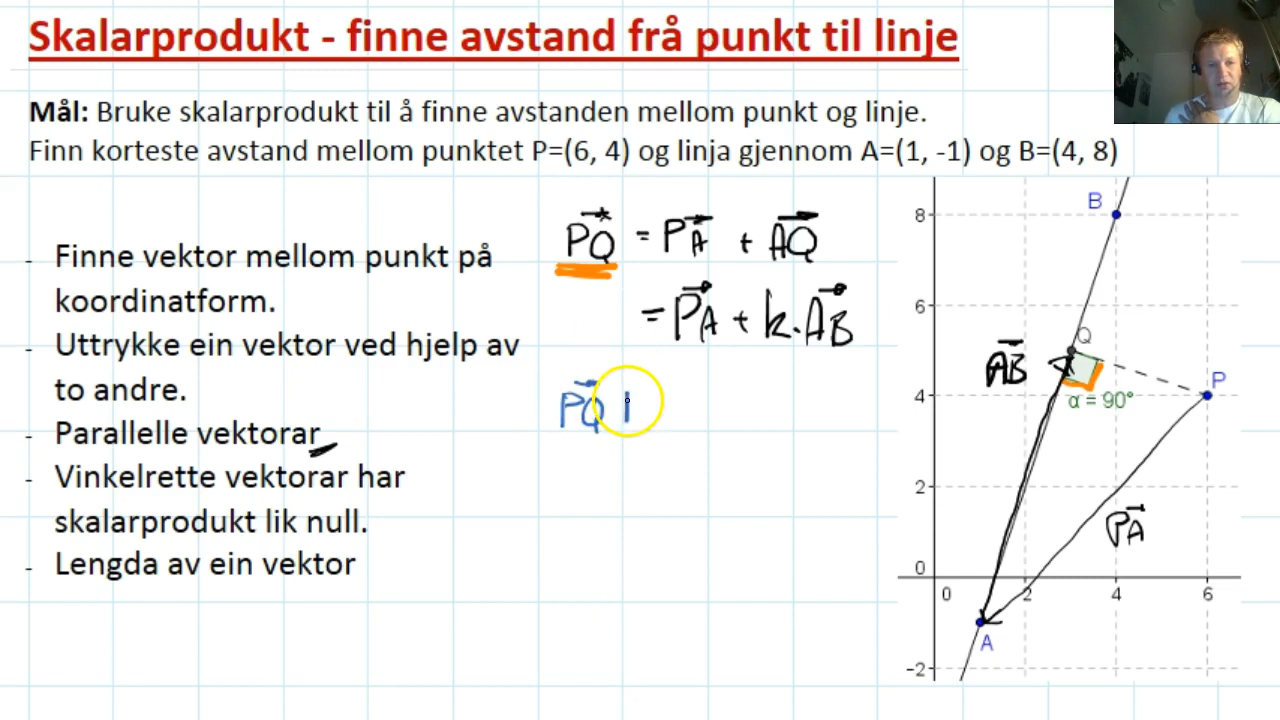 Skalarprodukt - finne avstand frå punkt til linje
Mål: Bruke skalarprodukt til å finne avstanden mellom punkt og linje.
Finn korteste avstand mellom punktet P=(6, 4) og linja gjennom A=(1, -1) og B=(4, 8)
- Finne vektor mellom punkt på
koordinatform.
- Uttrykke ein vektor ved hjelp av
to andre.
- Parallelle vektorar
- Vinkelrette vektorar har
skalarprodukt lik null.
- Lengda av ein vektor
PQ = PA + AQ
= PA + k·AB
PQ
B
8
6
Q
AB
P
4
α = 90°
2
PA
0
0
2
4
6
A
-2